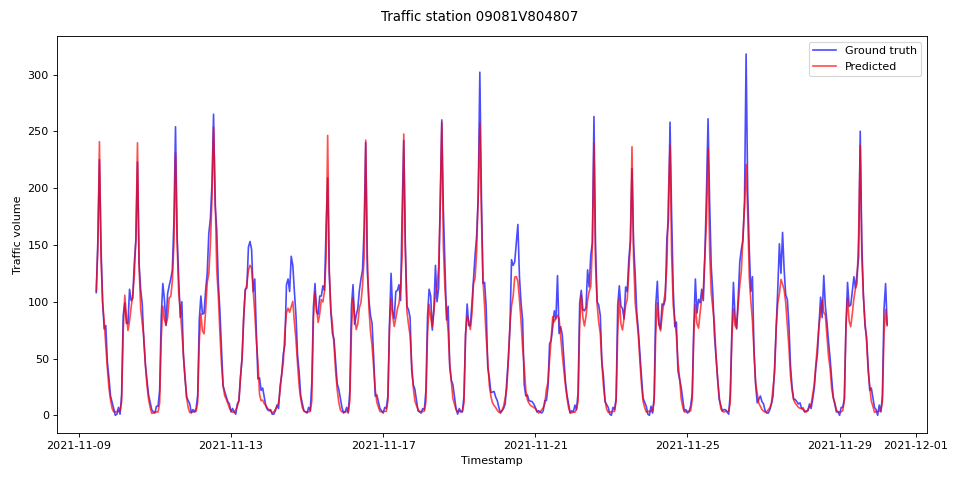 Traffic station 09081V804807
Ground truth
Predicted
Traffic volume
300
250
200
150
100
50
0
2021-11-09
2021-11-13
2021-11-17
2021-11-21
2021-11-25
2021-11-29
2021-12-01
Timestamp